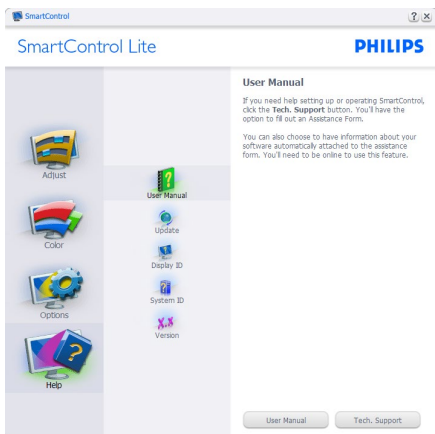 SmartControl
? X
SmartControl Lite
PHILIPS
Adjust
Color
Options
Help
User Manual
Update
Display ID
System ID
X.X
Version
User Manual
If you need help setting up or operating SmartControl,
click the Tech. Support button. You'll have the
option to fill out an Assistance Form.
You can also choose to have information about your
software automatically attached to the assistance
form. You'll need to be online to use this feature.
User Manual
Tech. Support